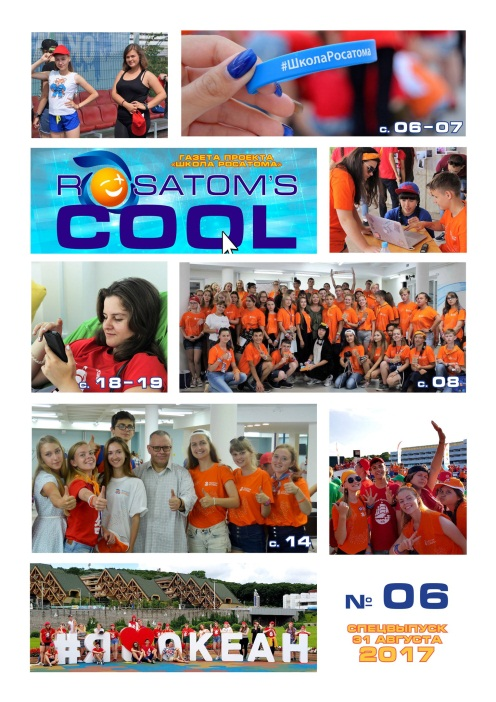 #ШколаРосатома
с. 06-07
ГАЗЕТА ПРОЕКТА
«ШКОЛА РОСАТОМА»
ROSATOM'S
COOL
с. 18-19
с. 08
с. 14
#Я❤ОКЕАН
№ 06
СПЕЦВЫПУСК
31 АВГУСТА
2017